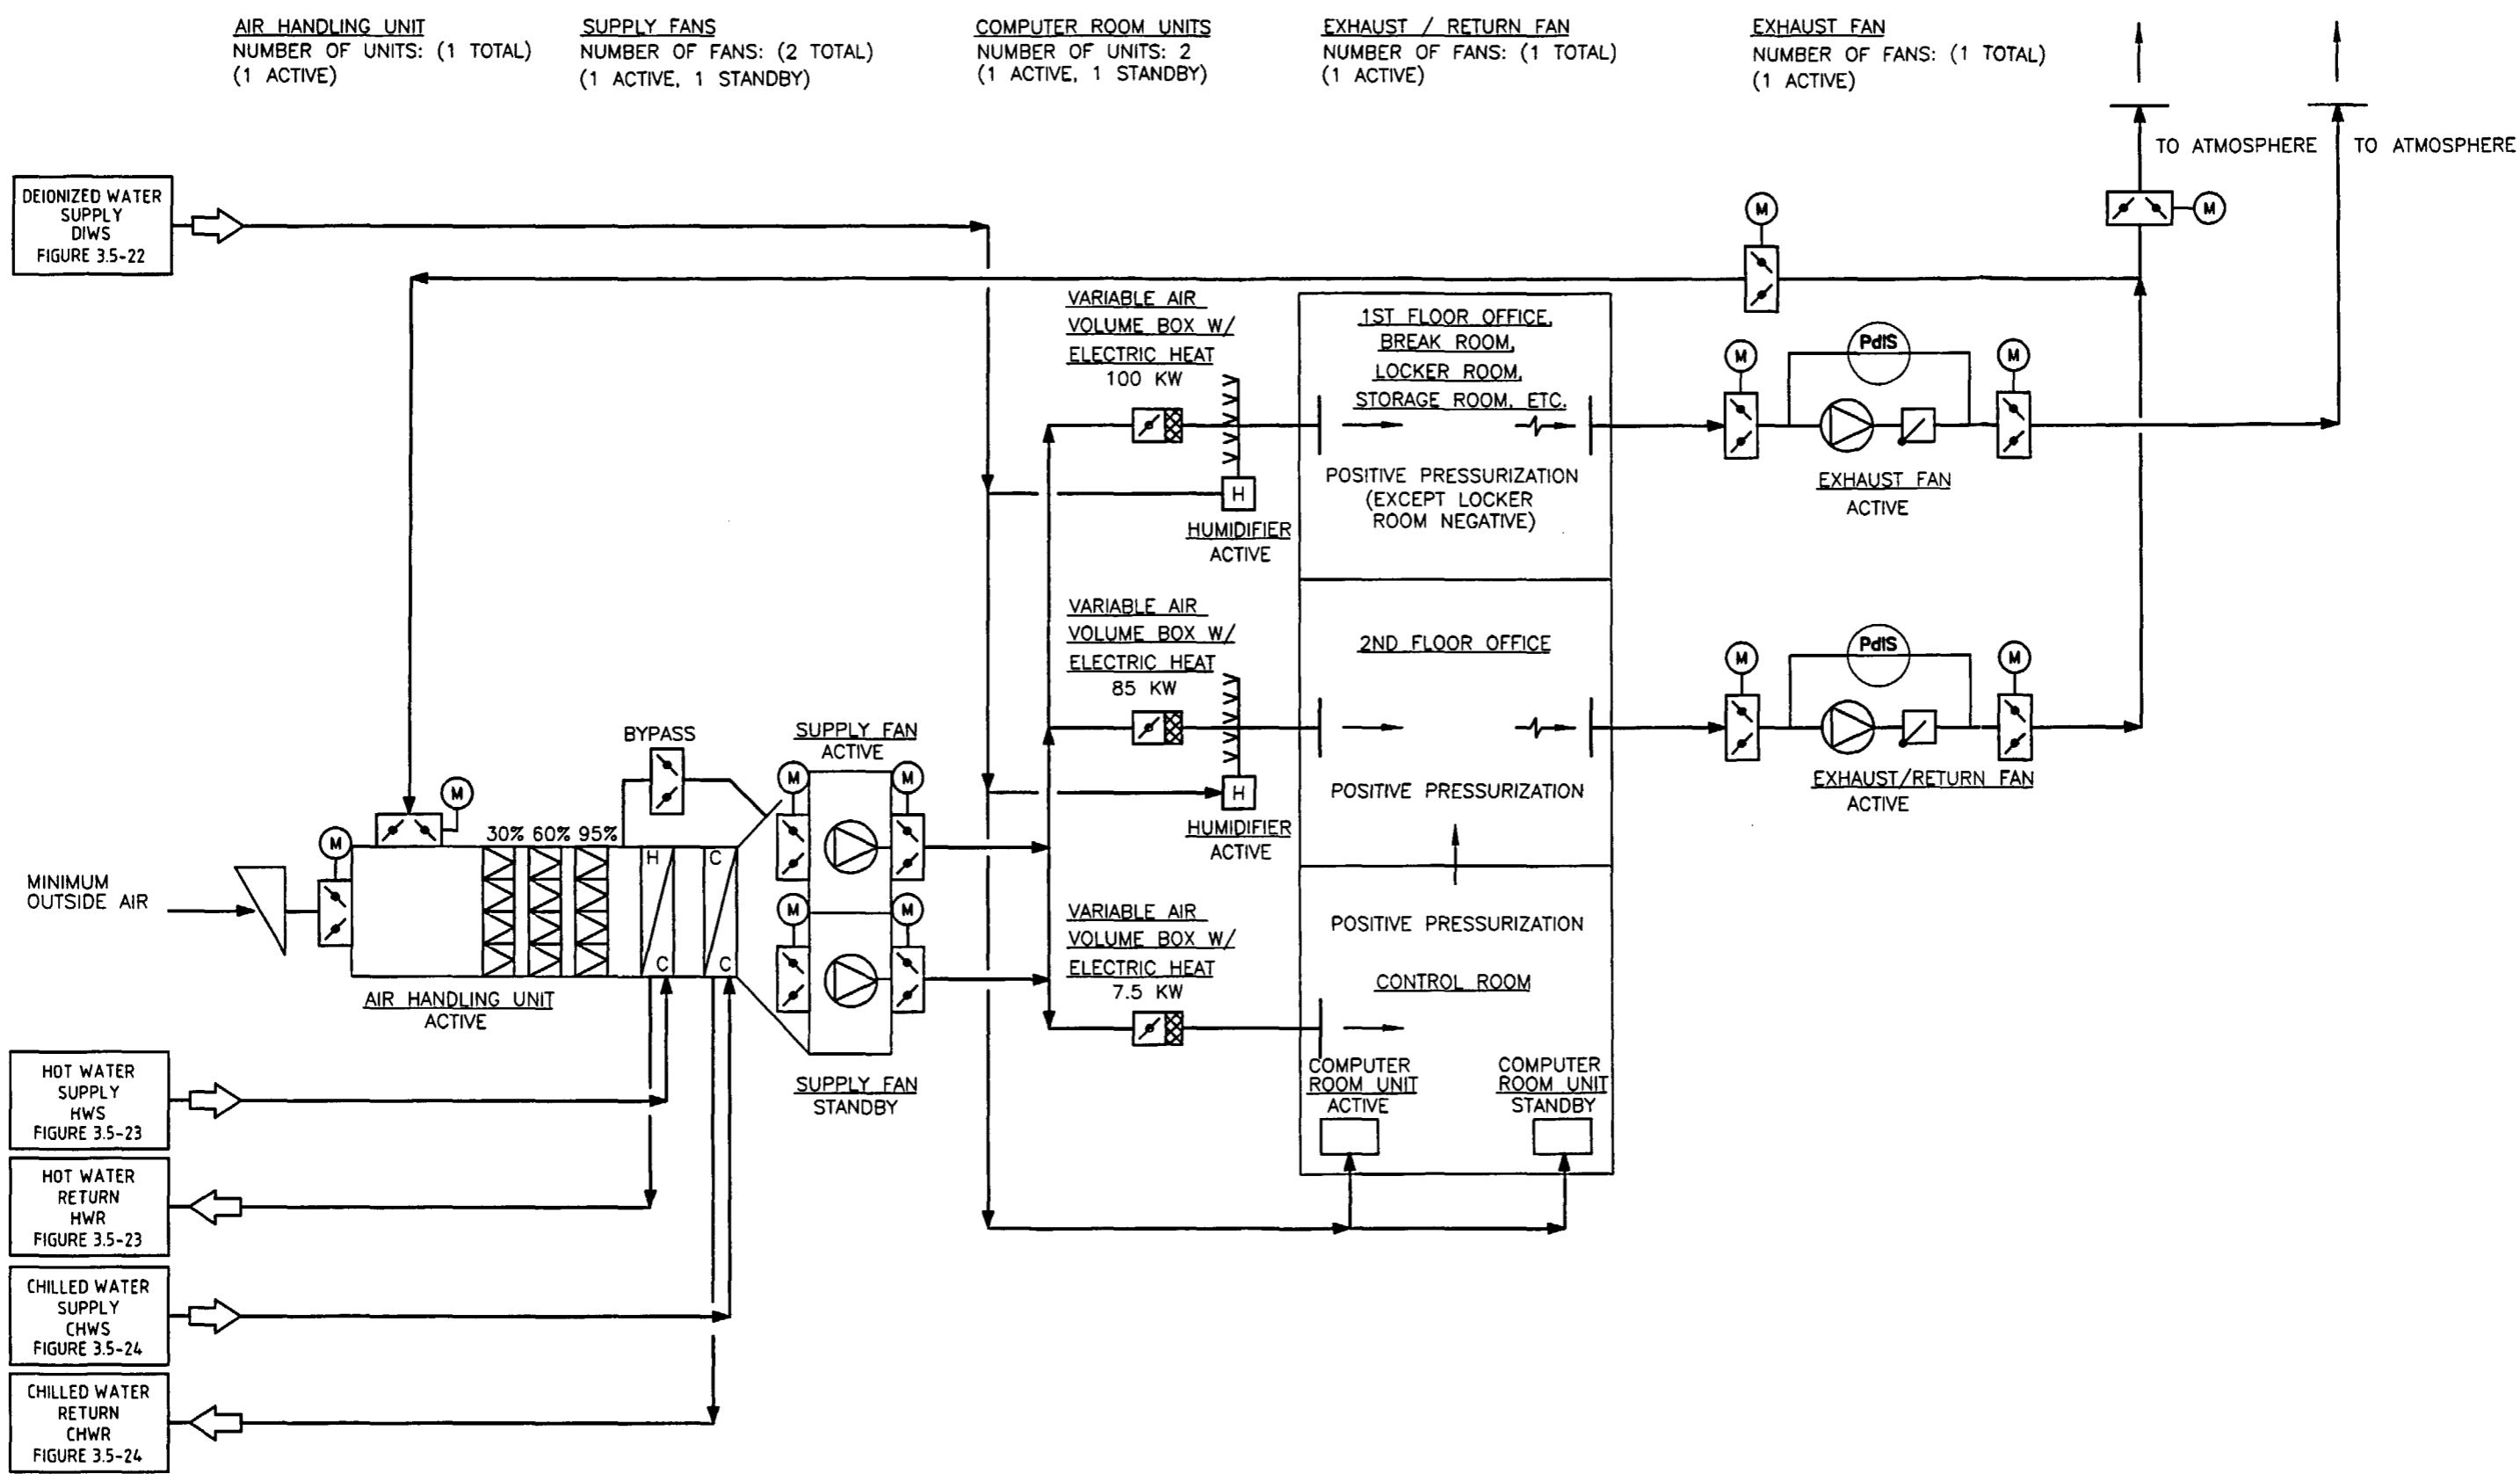 AIR HANDLING UNIT
NUMBER OF UNITS: (1 TOTAL)
(1 ACTIVE)
SUPPLY FANS
NUMBER OF FANS: (2 TOTAL)
(1 ACTIVE, 1 STANDBY)
COMPUTER ROOM UNITS
NUMBER OF UNITS: 2
(1 ACTIVE, 1 STANDBY)
EXHAUST / RETURN FAN
NUMBER OF FANS: (1 TOTAL)
(1 ACTIVE)
EXHAUST FAN
NUMBER OF FANS: (1 TOTAL)
(1 ACTIVE)
TO ATMOSPHERE
TO ATMOSPHERE
DEIONIZED WATER
SUPPLY
DIWS
FIGURE 3.5-22
M
M
VARIABLE AIR
VOLUME BOX W/
ELECTRIC HEAT
100 KW
H
HUMIDIFIER
ACTIVE
1ST FLOOR OFFICE,
BREAK ROOM,
LOCKER ROOM,
STORAGE ROOM, ETC.
POSITIVE PRESSURIZATION
(EXCEPT LOCKER
ROOM NEGATIVE)
M
PdIS
M
EXHAUST FAN
ACTIVE
VARIABLE AIR
VOLUME BOX W/
ELECTRIC HEAT
85 KW
H
HUMIDIFIER
ACTIVE
2ND FLOOR OFFICE
POSITIVE PRESSURIZATION
M
PdIS
M
EXHAUST/RETURN FAN
ACTIVE
BYPASS
SUPPLY FAN
ACTIVE
M
M
M
M
30% 60% 95%
H
C
C
C
MINIMUM
OUTSIDE AIR
AIR HANDLING UNIT
ACTIVE
M
M
SUPPLY FAN
STANDBY
VARIABLE AIR
VOLUME BOX W/
ELECTRIC HEAT
7.5 KW
POSITIVE PRESSURIZATION
CONTROL ROOM
COMPUTER
ROOM UNIT
ACTIVE
COMPUTER
ROOM UNIT
STANDBY
HOT WATER
SUPPLY
HWS
FIGURE 3.5-23
HOT WATER
RETURN
HWR
FIGURE 3.5-23
CHILLED WATER
SUPPLY
CHWS
FIGURE 3.5-24
CHILLED WATER
RETURN
CHWR
FIGURE 3.5-24